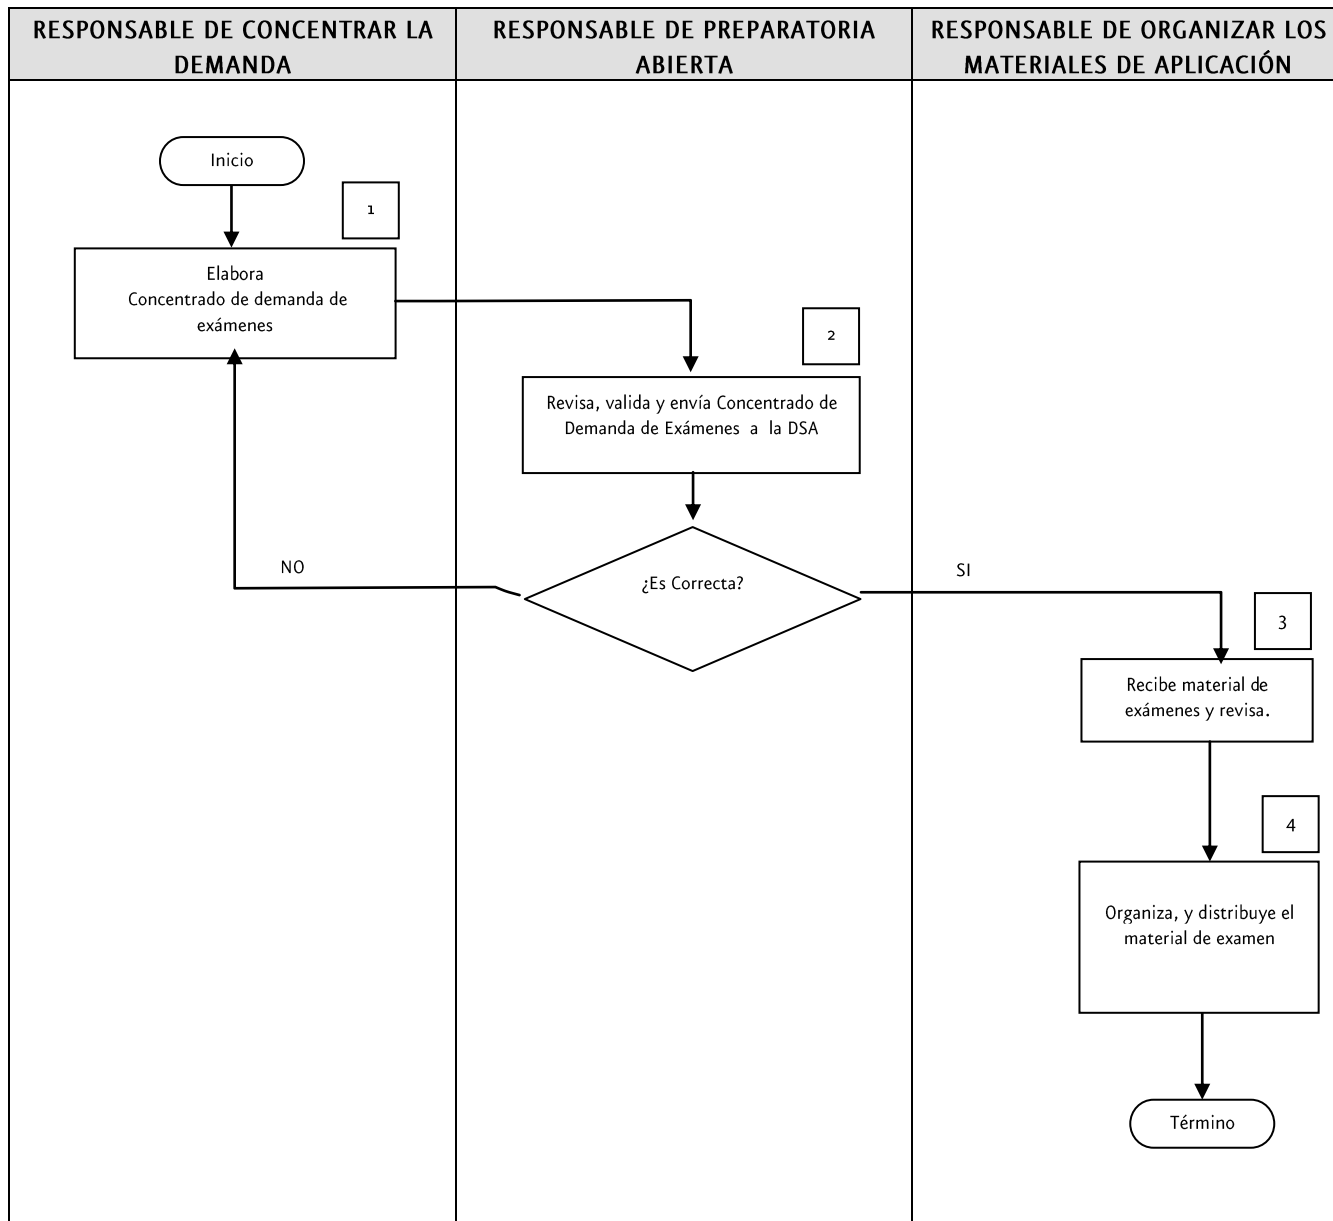 RESPONSABLE DE CONCENTRAR LA
DEMANDA
RESPONSABLE DE PREPARATORIA
ABIERTA
RESPONSABLE DE ORGANIZAR LOS
MATERIALES DE APLICACIÓN
Inicio
1
Elabora
Concentrado de demanda de
exámenes
2
Revisa, valida y envía Concentrado de
Demanda de Exámenes a la DSA
¿Es Correcta?
NO
SI
3
Recibe material de
exámenes y revisa.
4
Organiza, y distribuye el
material de examen
Término